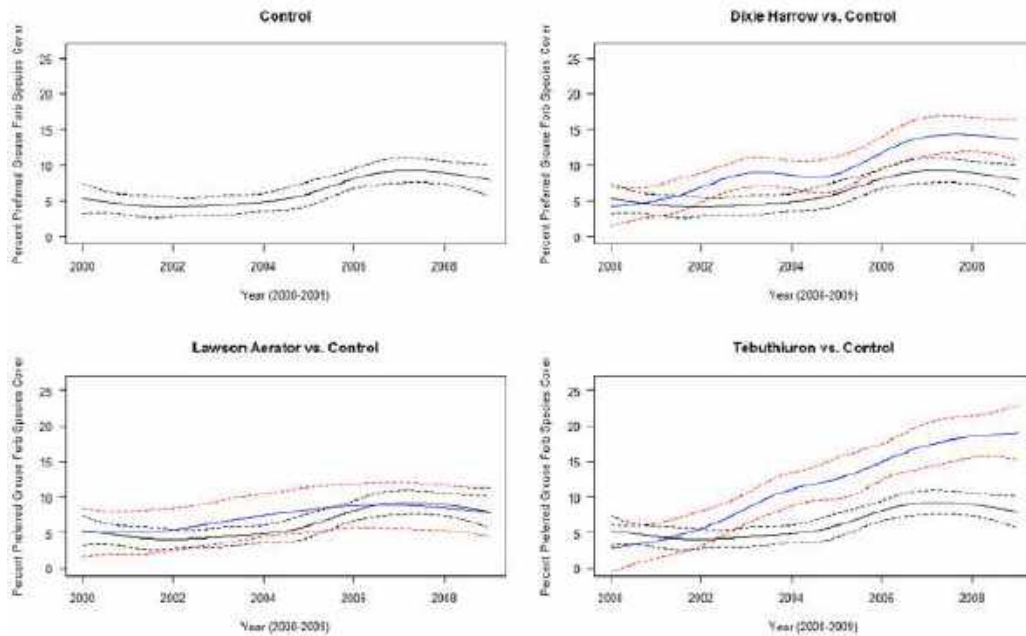 Control
Percent Preferred Grouse Forb Species Cover
25
20
15
10
5
0
2000 2002 2004 2006 2008
Year (2000-2009)
Dixie Harrow vs. Control
Percent Preferred Grouse Forb Species Cover
25
20
15
10
5
0
2000 2002 2004 2006 2008
Year (2000-2009)
Lawson Aerator vs. Control
Percent Preferred Grouse Forb Species Cover
25
20
15
10
5
0
2000 2002 2004 2006 2008
Year (2000-2009)
Tebuthiuron vs. Control
Percent Preferred Grouse Forb Species Cover
25
20
15
10
5
0
2000 2002 2004 2006 2008
Year (2000-2009)